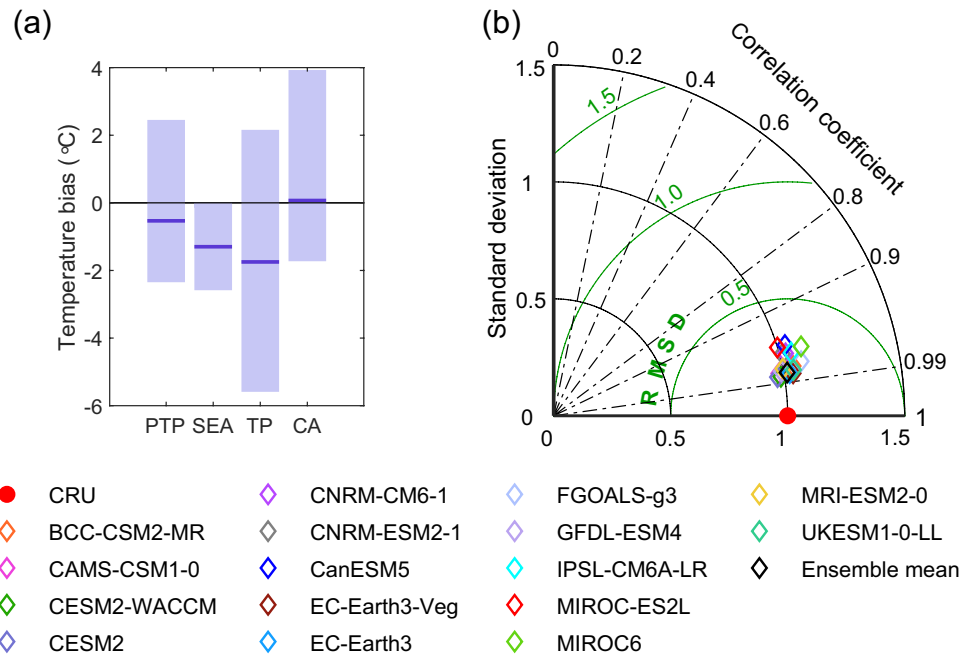 (a)
Temperature bias ( °C)
4
2
0
-2
-4
-6
PTP SEA TP CA
(b)
Standard deviation
1.5
1
0.5
0
0 0.5 1 1.5
Correlation coefficient
0
0.2
0.4
0.6
0.8
0.9
0.99
1
1.5
1.0
0.5
RMSD
CRU
BCC-CSM2-MR
CAMS-CSM1-0
CESM2-WACCM
CESM2
CNRM-CM6-1
CNRM-ESM2-1
CanESM5
EC-Earth3-Veg
EC-Earth3
FGOALS-g3
GFDL-ESM4
IPSL-CM6A-LR
MIROC-ES2L
MIROC6
MRI-ESM2-0
UKESM1-0-LL
Ensemble mean